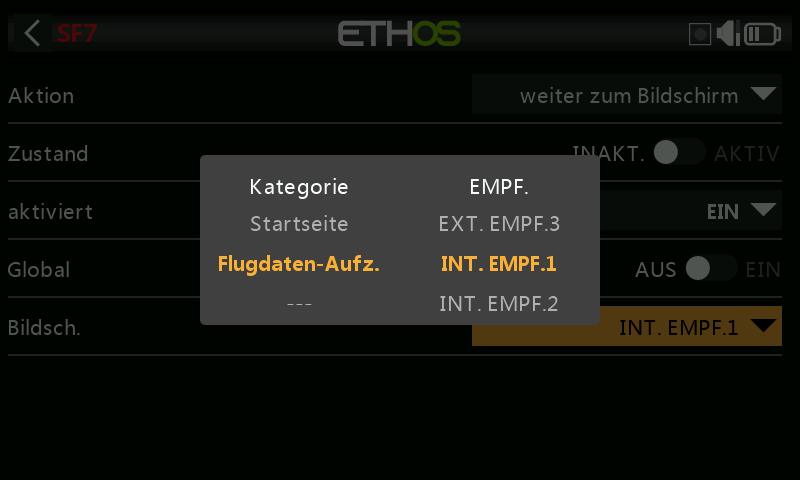 SF7 ETHOS
Aktion weiter zum Bildschirm
Zustand INAKT. AKTIV
Kategorie EMPF.
Startseite EXT. EMPF.3
aktiviert EIN
Flugdaten-Aufz. INT. EMPF.1
Global AUS EIN
--- INT. EMPF.2
Bildsch. INT. EMPF.1